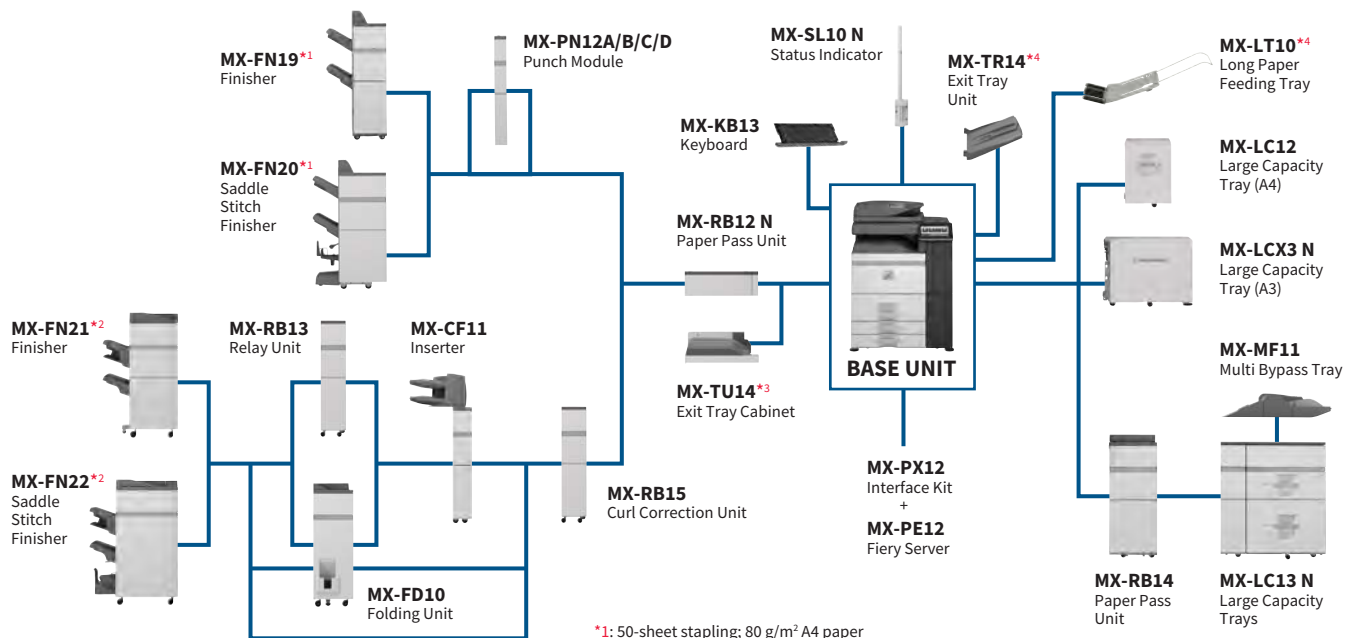 MX-FN19*1
Finisher
MX-PN12A/B/C/D
Punch Module
MX-SL10 N
Status Indicator
MX-TR14*4
Exit Tray
Unit
MX-LT10*4
Long Paper
Feeding Tray
MX-KB13
Keyboard
MX-LC12
Large Capacity
Tray (A4)
MX-FN20*1
Saddle
Stitch
Finisher
MX-RB12 N
Paper Pass Unit
MX-LCX3 N
Large Capacity
Tray (A3)
MX-FN21*2
Finisher
MX-RB13
Relay Unit
MX-CF11
Inserter
MX-TU14*3
Exit Tray Cabinet
BASE UNIT
MX-MF11
Multi Bypass Tray
MX-FN22*2
Saddle
Stitch
Finisher
MX-FD10
Folding Unit
MX-RB15
Curl Correction Unit
MX-PX12
Interface Kit
+
MX-PE12
Fiery Server
MX-RB14
Paper Pass
Unit
MX-LC13 N
Large Capacity
Trays
*1: 50-sheet stapling; 80 g/m² A4 paper